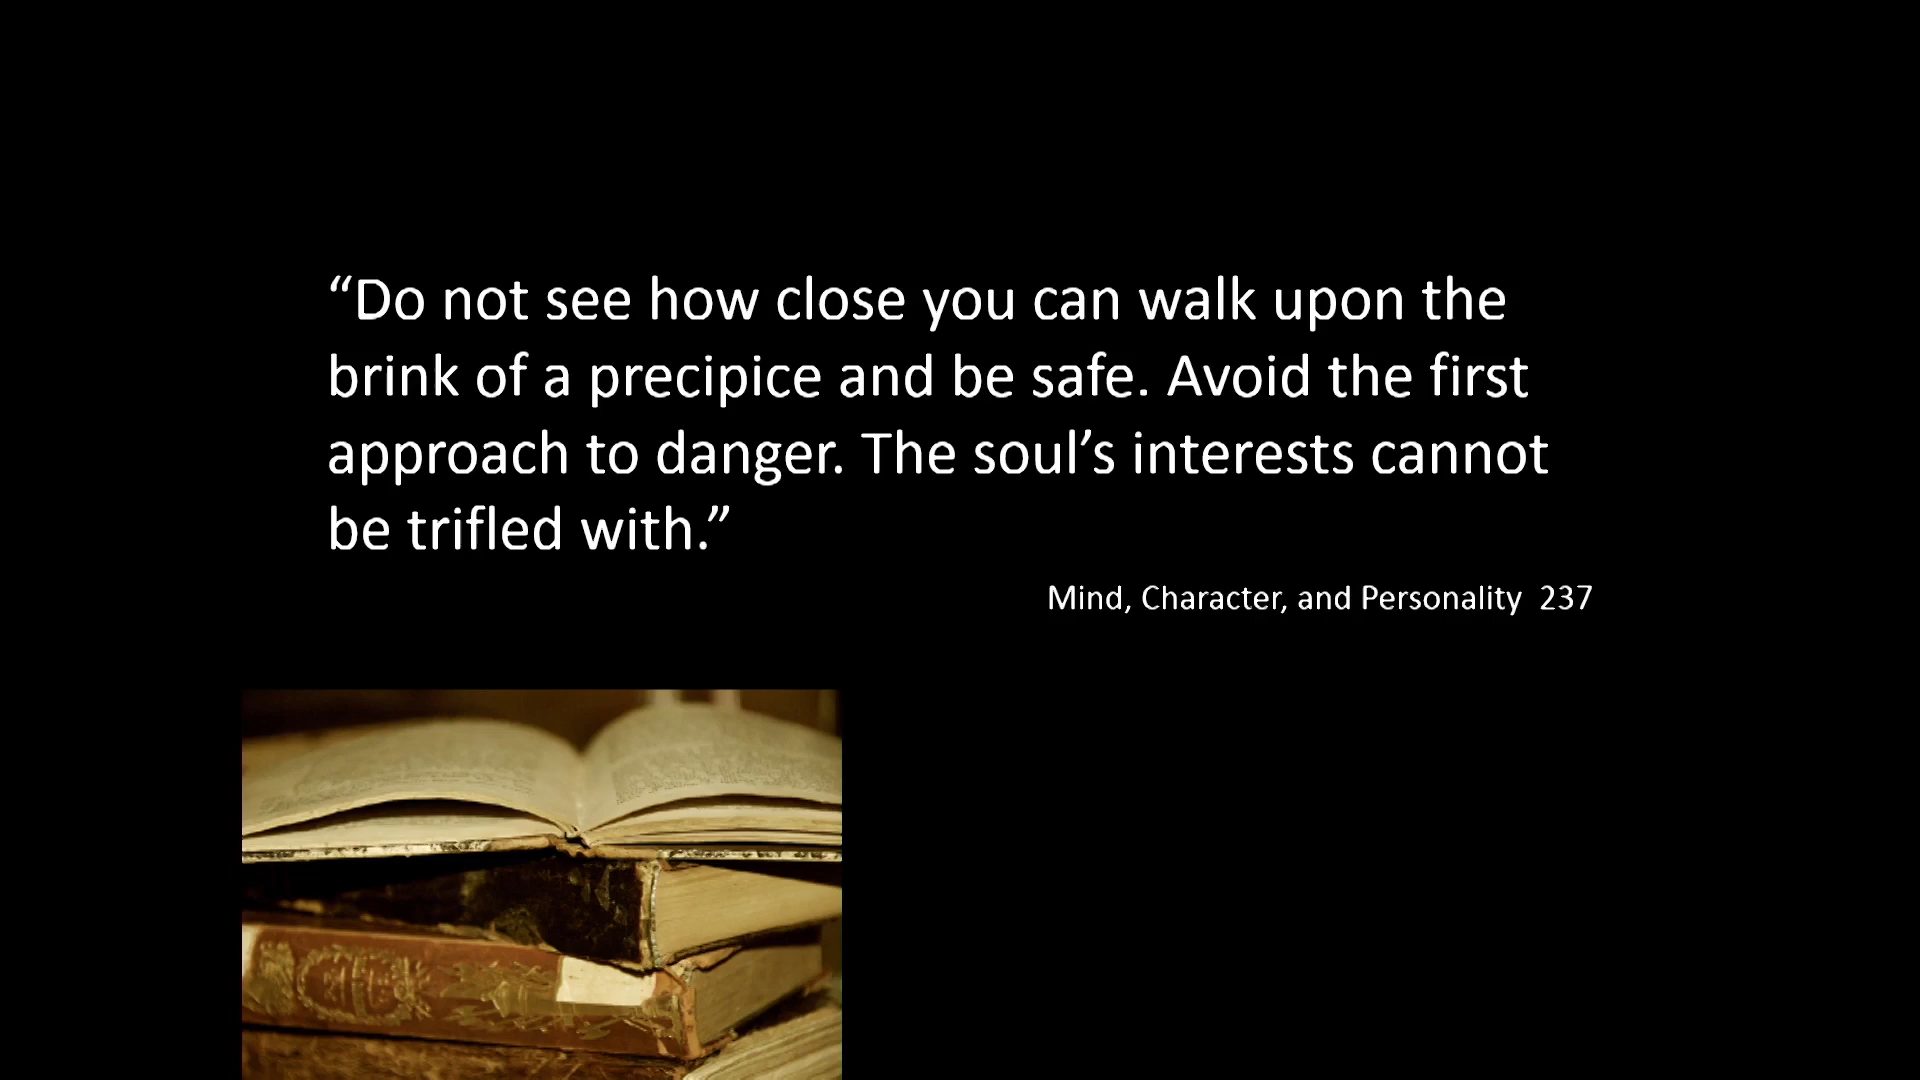 “Do not see how close you can walk upon the
brink of a precipice and be safe. Avoid the first
approach to danger. The soul’s interests cannot
be trifled with.”
Mind, Character, and Personality  237